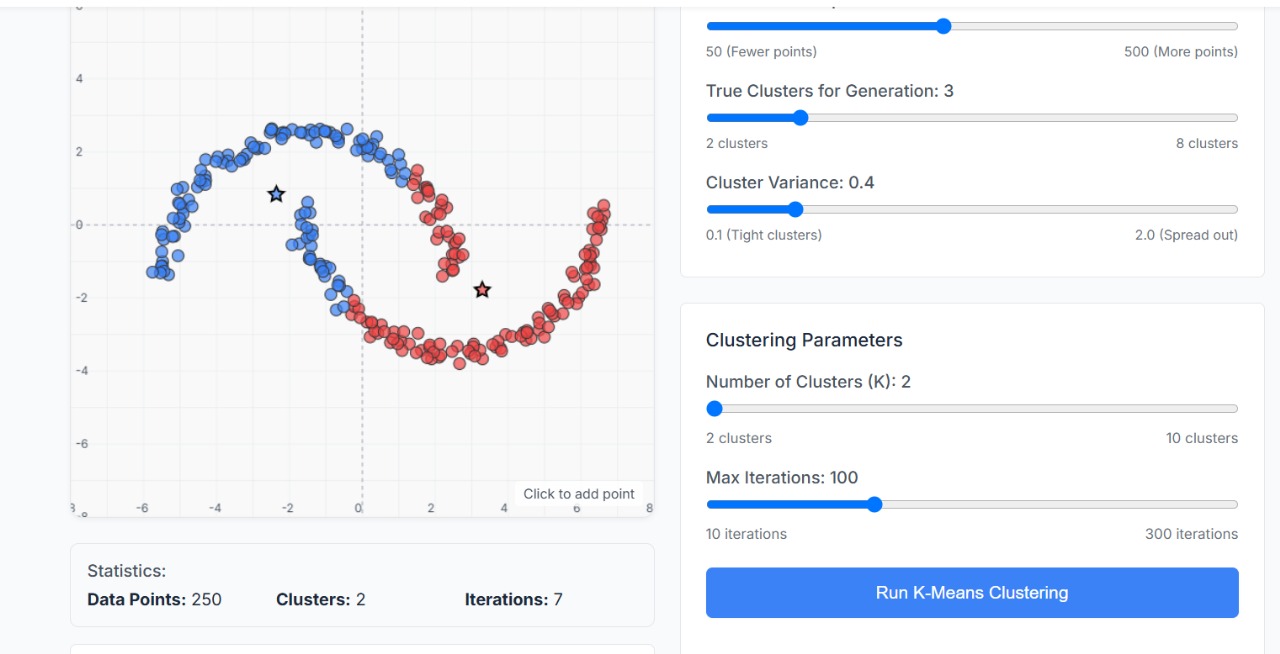 50 (Fewer points) 500 (More points)
True Clusters for Generation: 3
2 clusters 8 clusters
Cluster Variance: 0.4
0.1 (Tight clusters) 2.0 (Spread out)
4
2
0
-2
-4
-6
Click to add point
-6 -4 -2 0 2 4 6 8
Clustering Parameters
Number of Clusters (K): 2
2 clusters 10 clusters
Max Iterations: 100
10 iterations 300 iterations
Run K-Means Clustering
Statistics:
Data Points: 250 Clusters: 2 Iterations: 7